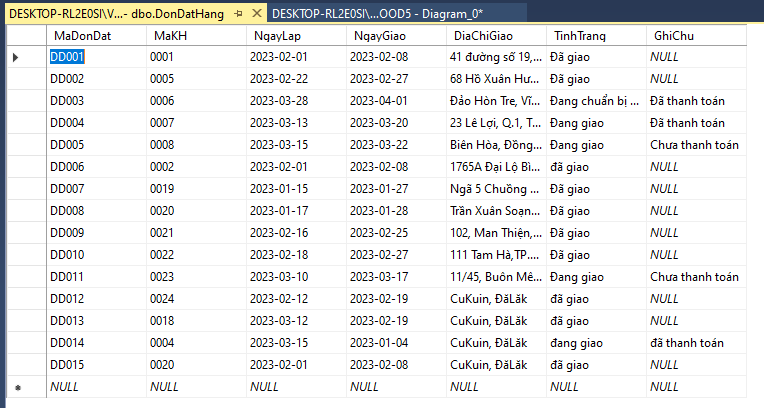 DESKTOP-RL2E0SI\V...- dbo.DonDatHang DESKTOP-RL2E0SI\...OOD5 - Diagram_0*
MaDonDat MaKH NgayLap NgayGiao DiaChiGiao TinhTrang GhiChu
DD001 0001 2023-02-01 2023-02-08 41 đường số 19,... Đã giao NULL
DD002 0005 2023-02-22 2023-02-27 68 Hồ Xuân Hư... Đã giao NULL
DD003 0006 2023-03-28 2023-04-01 Đảo Hòn Tre, Vĩ... Đang chuẩn bị ... Đã thanh toán
DD004 0007 2023-03-13 2023-03-20 23 Lê Lợi, Q.1, T... Đang giao Đã thanh toán
DD005 0008 2023-03-15 2023-03-22 Biên Hòa, Đồng... Đang giao Chưa thanh toán
DD006 0002 2023-02-01 2023-02-08 1765A Đại Lộ Bì... đã giao NULL
DD007 0019 2023-01-15 2023-01-27 Ngã 5 Chuồng ... Đã giao NULL
DD008 0020 2023-01-17 2023-01-28 Trần Xuân Soạn... Đã giao NULL
DD009 0021 2023-02-16 2023-02-25 102, Man Thiện,... Đã giao NULL
DD010 0022 2023-02-18 2023-02-27 111 Tam Hà,TP.... Đã giao NULL
DD011 0023 2023-03-10 2023-03-17 11/45, Buôn Mê... Đang giao Chưa thanh toán
DD012 0024 2023-02-12 2023-02-19 CuKuin, ĐăLăk đã giao NULL
DD013 0018 2023-03-12 2023-02-19 CuKuin, ĐăLăk đã giao NULL
DD014 0004 2023-03-15 2023-01-04 CuKuin, ĐăLăk đang giao đã thanh toán
DD015 0020 2023-02-01 2023-02-08 CuKuin, ĐăLăk đã giao NULL
NULL NULL NULL NULL NULL NULL NULL